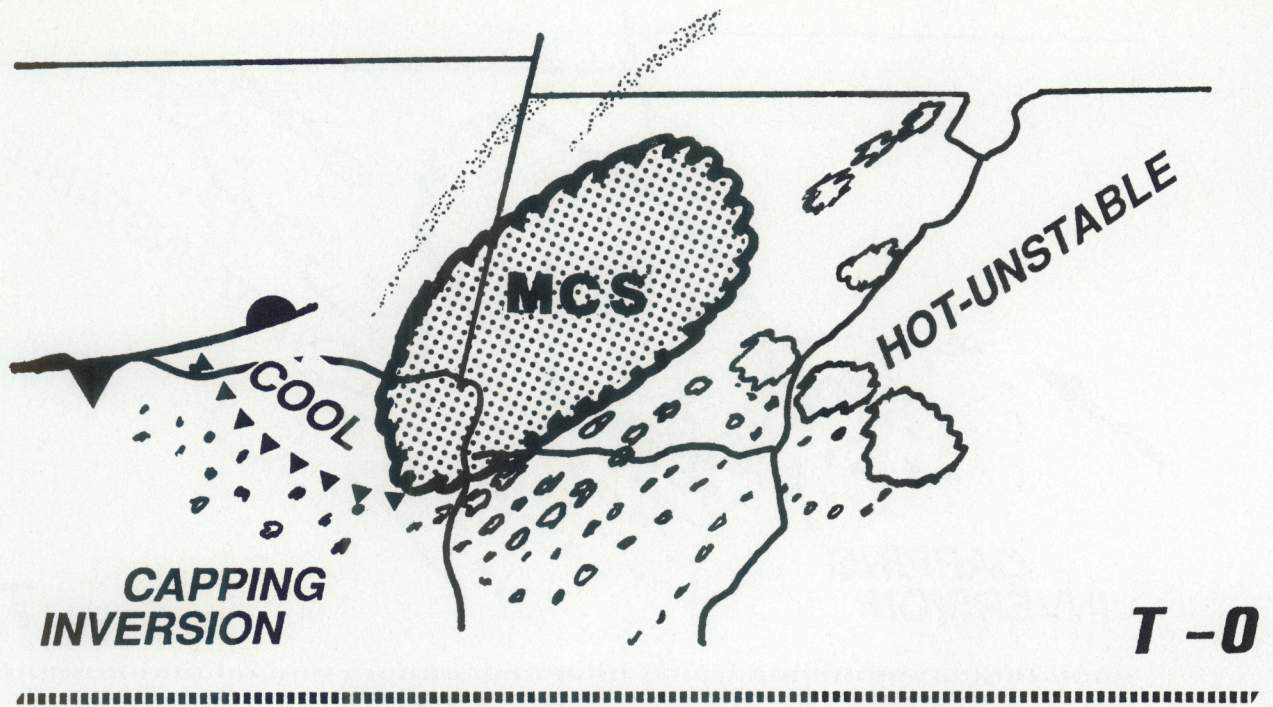 MCS
HOT-UNSTABLE
COOL
CAPPING
INVERSION
T-0